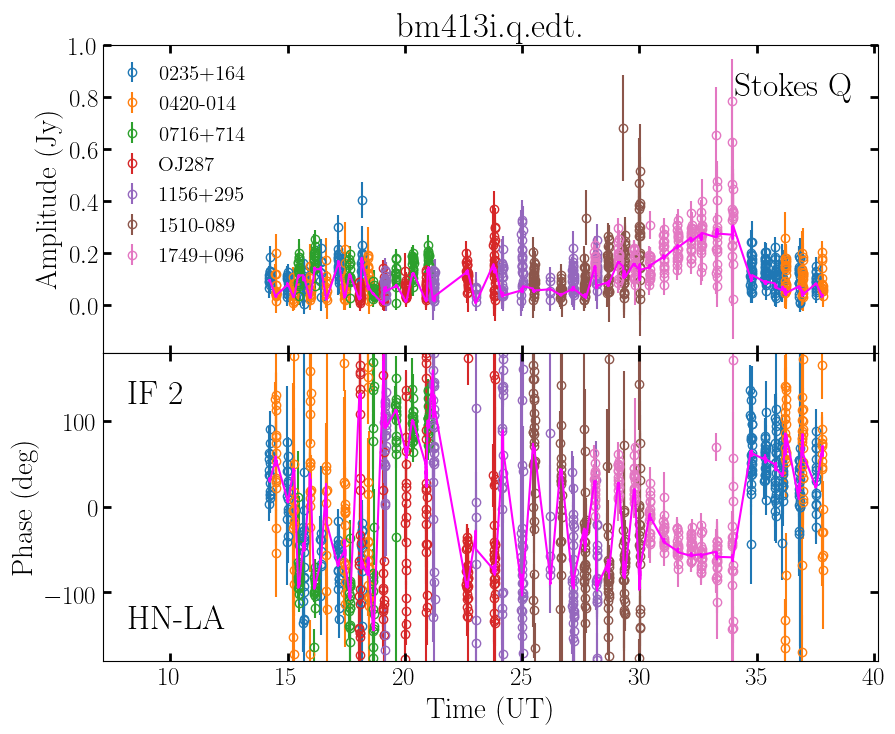 bm413i.q.edt.
1.0
0.8
0.6
0.4
0.2
0.0
Amplitude (Jy)
0235+164
0420-014
0716+714
OJ287
1156+295
1510-089
1749+096
Stokes Q
IF 2
100
0
−100
Phase (deg)
HN-LA
10 15 20 25 30 35 40
Time (UT)